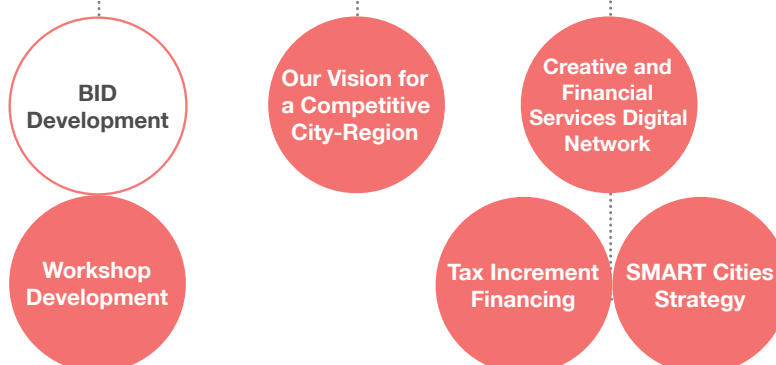 BID
Development
Our Vision for
a Competitive
City-Region
Creative and
Financial
Services Digital
Network
Workshop
Development
Tax Increment
Financing
SMART Cities
Strategy